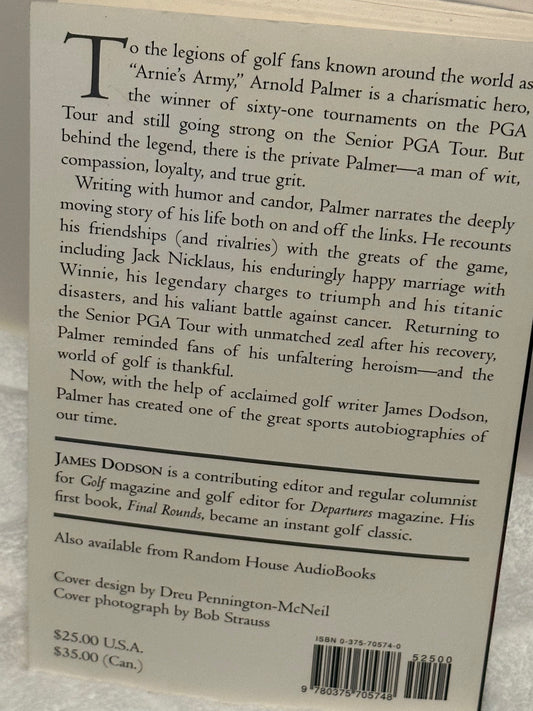 To the legions of golf fans known around the world as
“Arnie’s Army,” Arnold Palmer is a charismatic hero,
the winner of sixty-one tournaments on the PGA
Tour and still going strong on the Senior PGA Tour. But
behind the legend, there is the private Palmer—a man of wit,
compassion, loyalty, and true grit.
Writing with humor and candor, Palmer narrates the deeply
moving story of his life both on and off the links. He recounts
his friendships (and rivalries) with the greats of the game,
including Jack Nicklaus, his enduringly happy marriage with
Winnie, his legendary charges to triumph and his titanic
disasters, and his valiant battle against cancer. Returning to
the Senior PGA Tour with unmatched zeal after his recovery,
Palmer reminded fans of his unfaltering heroism—and the
world of golf is thankful.
Now, with the help of acclaimed golf writer James Dodson,
Palmer has created one of the great sports autobiographies of
our time.
JAMES DODSON is a contributing editor and regular columnist
for Golf magazine and golf editor for Departures magazine. His
first book, Final Rounds, became an instant golf classic.
Also available from Random House AudioBooks
Cover design by Dreu Pennington-McNeil
Cover photograph by Bob Strauss
$25.00 U.S.A.
$35.00 (Can.)
ISBN 0-375-70574-0
52500
9 780375 705748